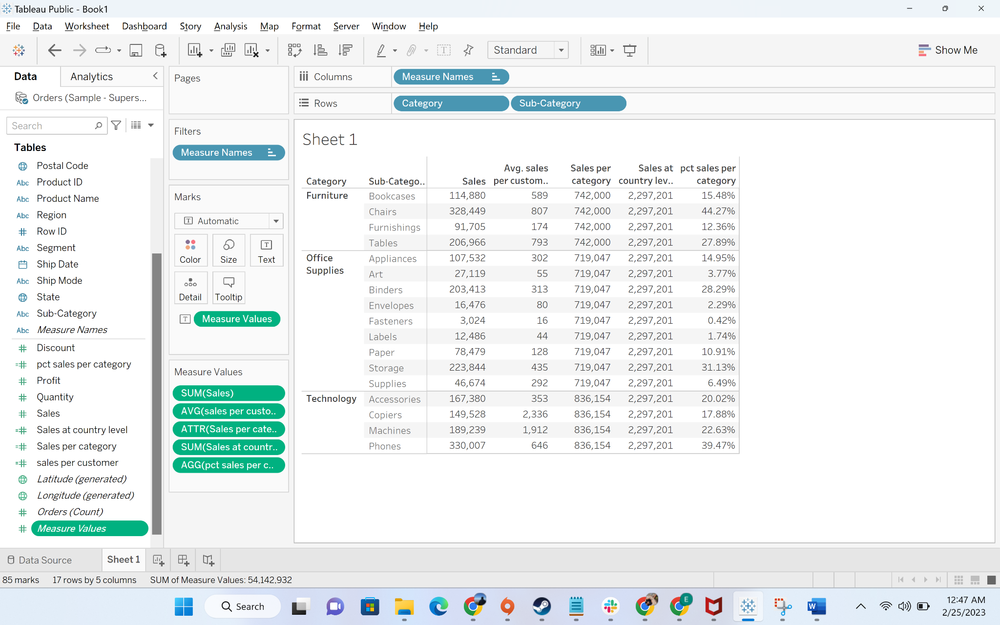 Tableau Public - Book1
File Data Worksheet Dashboard Story Analysis Map Format Server Window Help
Standard
Show Me
Data Analytics
Orders (Sample - Supers...
Search
Tables
Postal Code
Abc Product ID
Abc Product Name
Abc Region
Row ID
Abc Segment
Ship Date
Abc Ship Mode
State
Abc Sub-Category
Abc Measure Names
Discount
pct sales per category
Profit
Quantity
Sales
Sales at country level
Sales per category
sales per customer
Latitude (generated)
Longitude (generated)
Orders (Count)
Measure Values
Pages
Filters
Measure Names
Marks
T Automatic
Color Size T Text
Detail Tooltip
T Measure Values
Measure Values
SUM(Sales)
AVG(sales per custo..
ATTR(Sales per cate..
SUM(Sales at countr..
AGG(pct sales per c..
Columns Measure Names
Rows Category Sub-Category
Sheet 1
Category Sub-Catego.. Sales Avg. sales per custom.. Sales per category Sales at country lev.. pct sales per category
Furniture Bookcases 114,880 589 742,000 2,297,201 15.48%
Chairs 328,449 807 742,000 2,297,201 44.27%
Furnishings 91,705 174 742,000 2,297,201 12.36%
Tables 206,966 793 742,000 2,297,201 27.89%
Office Supplies Appliances 107,532 302 719,047 2,297,201 14.95%
Art 27,119 55 719,047 2,297,201 3.77%
Binders 203,413 313 719,047 2,297,201 28.29%
Envelopes 16,476 80 719,047 2,297,201 2.29%
Fasteners 3,024 16 719,047 2,297,201 0.42%
Labels 12,486 44 719,047 2,297,201 1.74%
Paper 78,479 128 719,047 2,297,201 10.91%
Storage 223,844 435 719,047 2,297,201 31.13%
Supplies 46,674 292 719,047 2,297,201 6.49%
Technology Accessories 167,380 353 836,154 2,297,201 20.02%
Copiers 149,528 2,336 836,154 2,297,201 17.88%
Machines 189,239 1,912 836,154 2,297,201 22.63%
Phones 330,007 646 836,154 2,297,201 39.47%
Data Source Sheet 1
85 marks 17 rows by 5 columns SUM of Measure Values: 54,142,932
Search
E
W
12:47 AM
2/25/2023